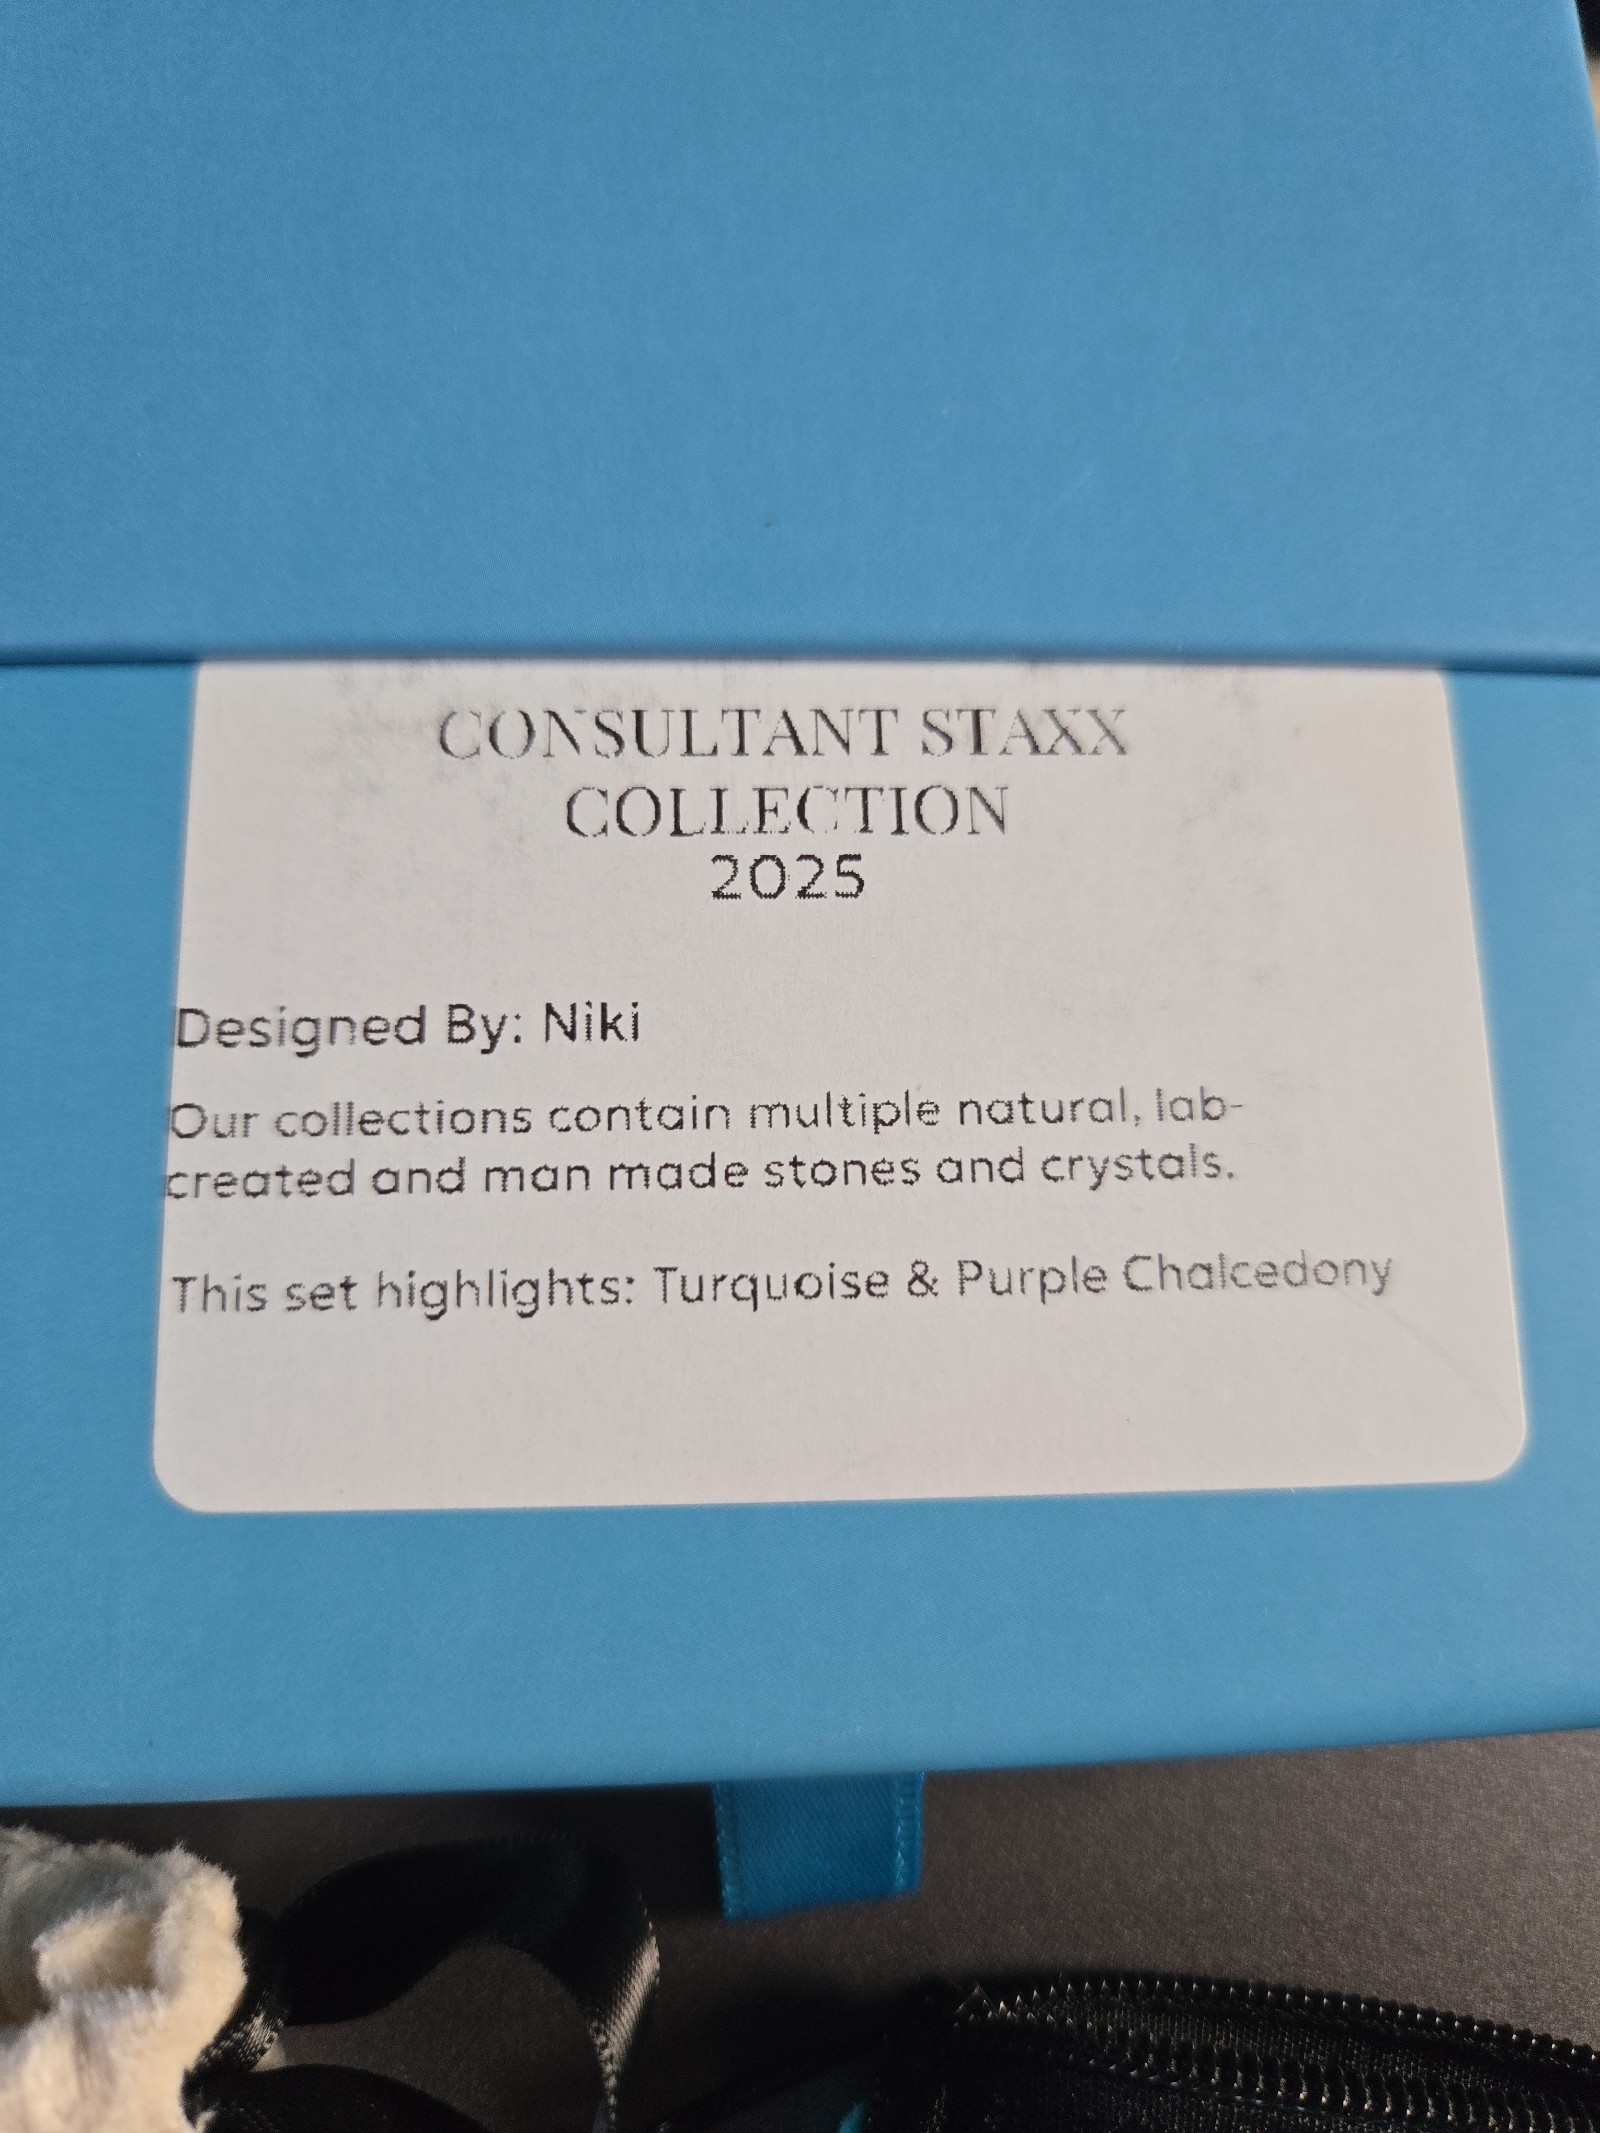 CONSULTANT STAXX
COLLECTION
2025
Designed By: Niki
Our collections contain multiple natural, lab-
created and man made stones and crystals.
This set highlights: Turquoise & Purple Chalcedony